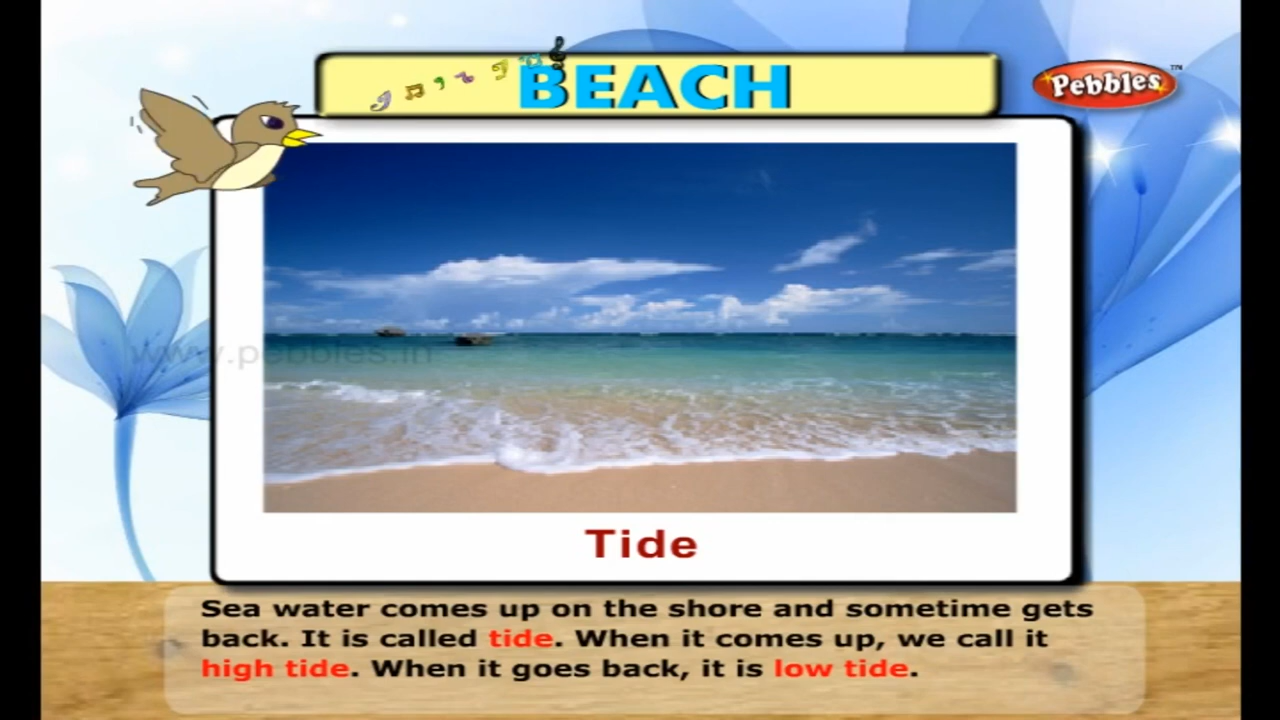 BEACH
Pebbles™
www.pebbles.in
Tide
Sea water comes up on the shore and sometime gets
back. It is called tide. When it comes up, we call it
high tide. When it goes back, it is low tide.